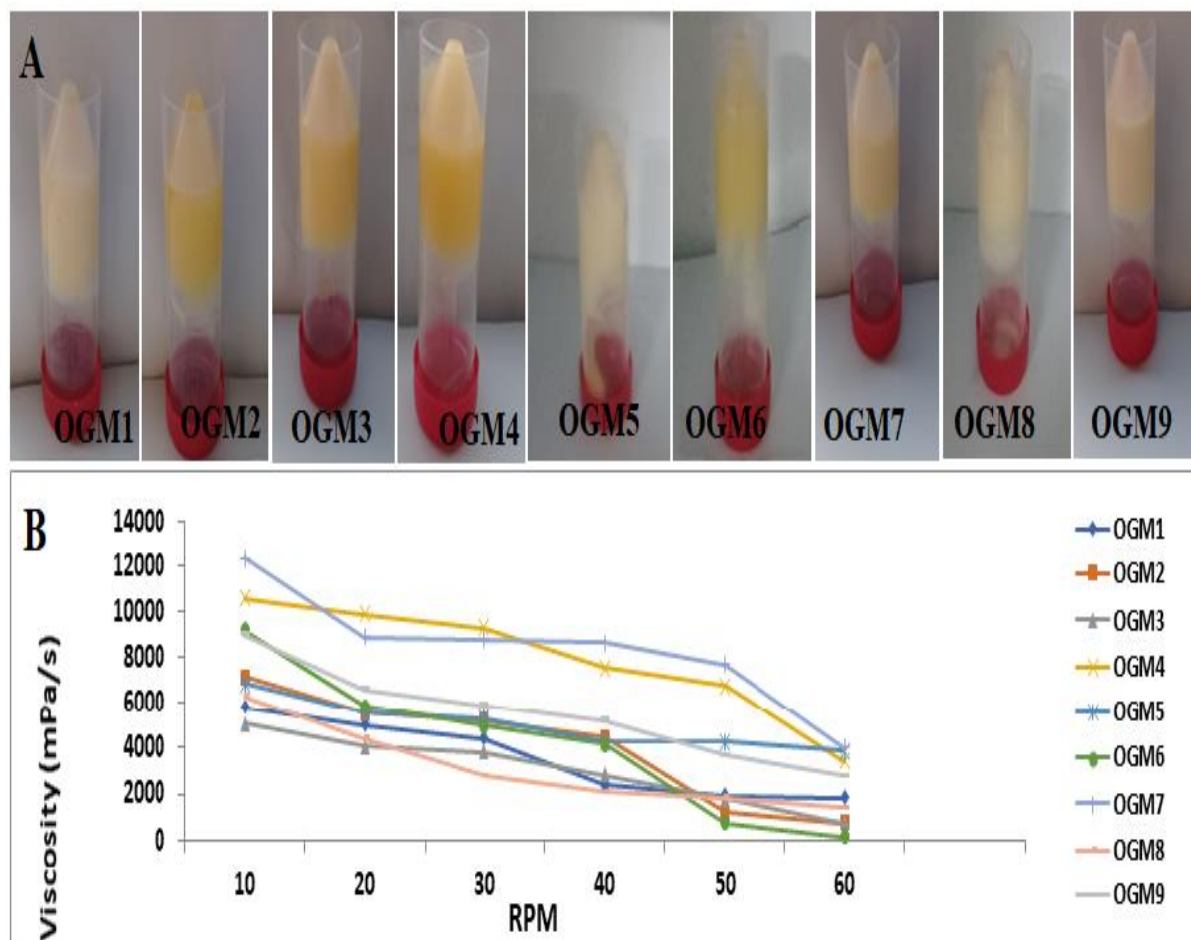 A
OGM1 OGM2 OGM3 OGM4 OGM5 OGM6 OGM7 OGM8 OGM9
B
Viscosity (mPa/s)
14000
12000
10000
8000
6000
4000
2000
0
10 20 30 40 50 60
RPM
OGM1
OGM2
OGM3
OGM4
OGM5
OGM6
OGM7
OGM8
OGM9